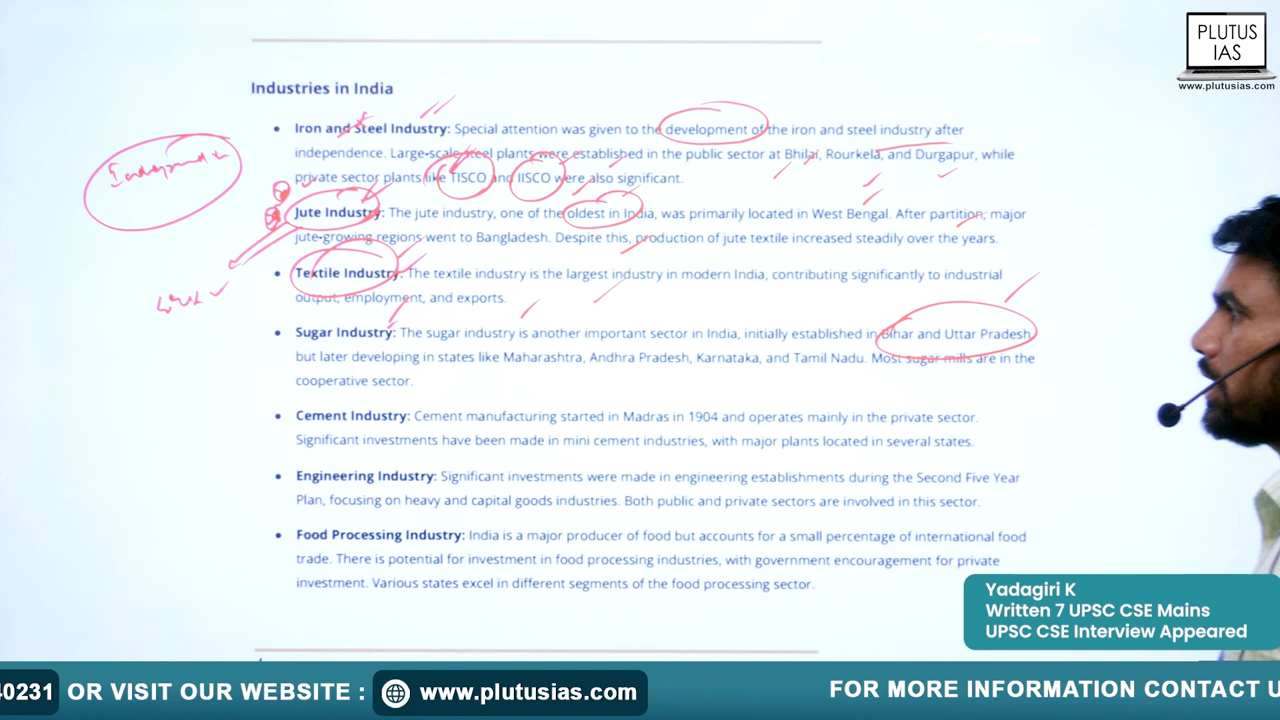 PLUTUS
IAS
www.plutusias.com
Industries in India
• Iron and Steel Industry: Special attention was given to the development of the iron and steel industry after
independence. Large-scale steel plants were established in the public sector at Bhilai, Rourkela, and Durgapur, while
private sector plants like TISCO and IISCO were also significant.
• Jute Industry: The jute industry, one of the oldest in India, was primarily located in West Bengal. After partition, major
jute-growing regions went to Bangladesh. Despite this, production of jute textile increased steadily over the years.
• Textile Industry: The textile industry is the largest industry in modern India, contributing significantly to industrial
output, employment, and exports.
• Sugar Industry: The sugar industry is another important sector in India, initially established in Bihar and Uttar Pradesh
but later developing in states like Maharashtra, Andhra Pradesh, Karnataka, and Tamil Nadu. Most sugar mills are in the
cooperative sector.
• Cement Industry: Cement manufacturing started in Madras in 1904 and operates mainly in the private sector.
Significant investments have been made in mini cement industries, with major plants located in several states.
• Engineering Industry: Significant investments were made in engineering establishments during the Second Five Year
Plan, focusing on heavy and capital goods industries. Both public and private sectors are involved in this sector.
• Food Processing Industry: India is a major producer of food but accounts for a small percentage of international food
trade. There is potential for investment in food processing industries, with government encouragement for private
investment. Various states excel in different segments of the food processing sector.
Yadagiri K
Written 7 UPSC CSE Mains
UPSC CSE Interview Appeared
40231 OR VISIT OUR WEBSITE : www.plutusias.com
FOR MORE INFORMATION CONTACT U